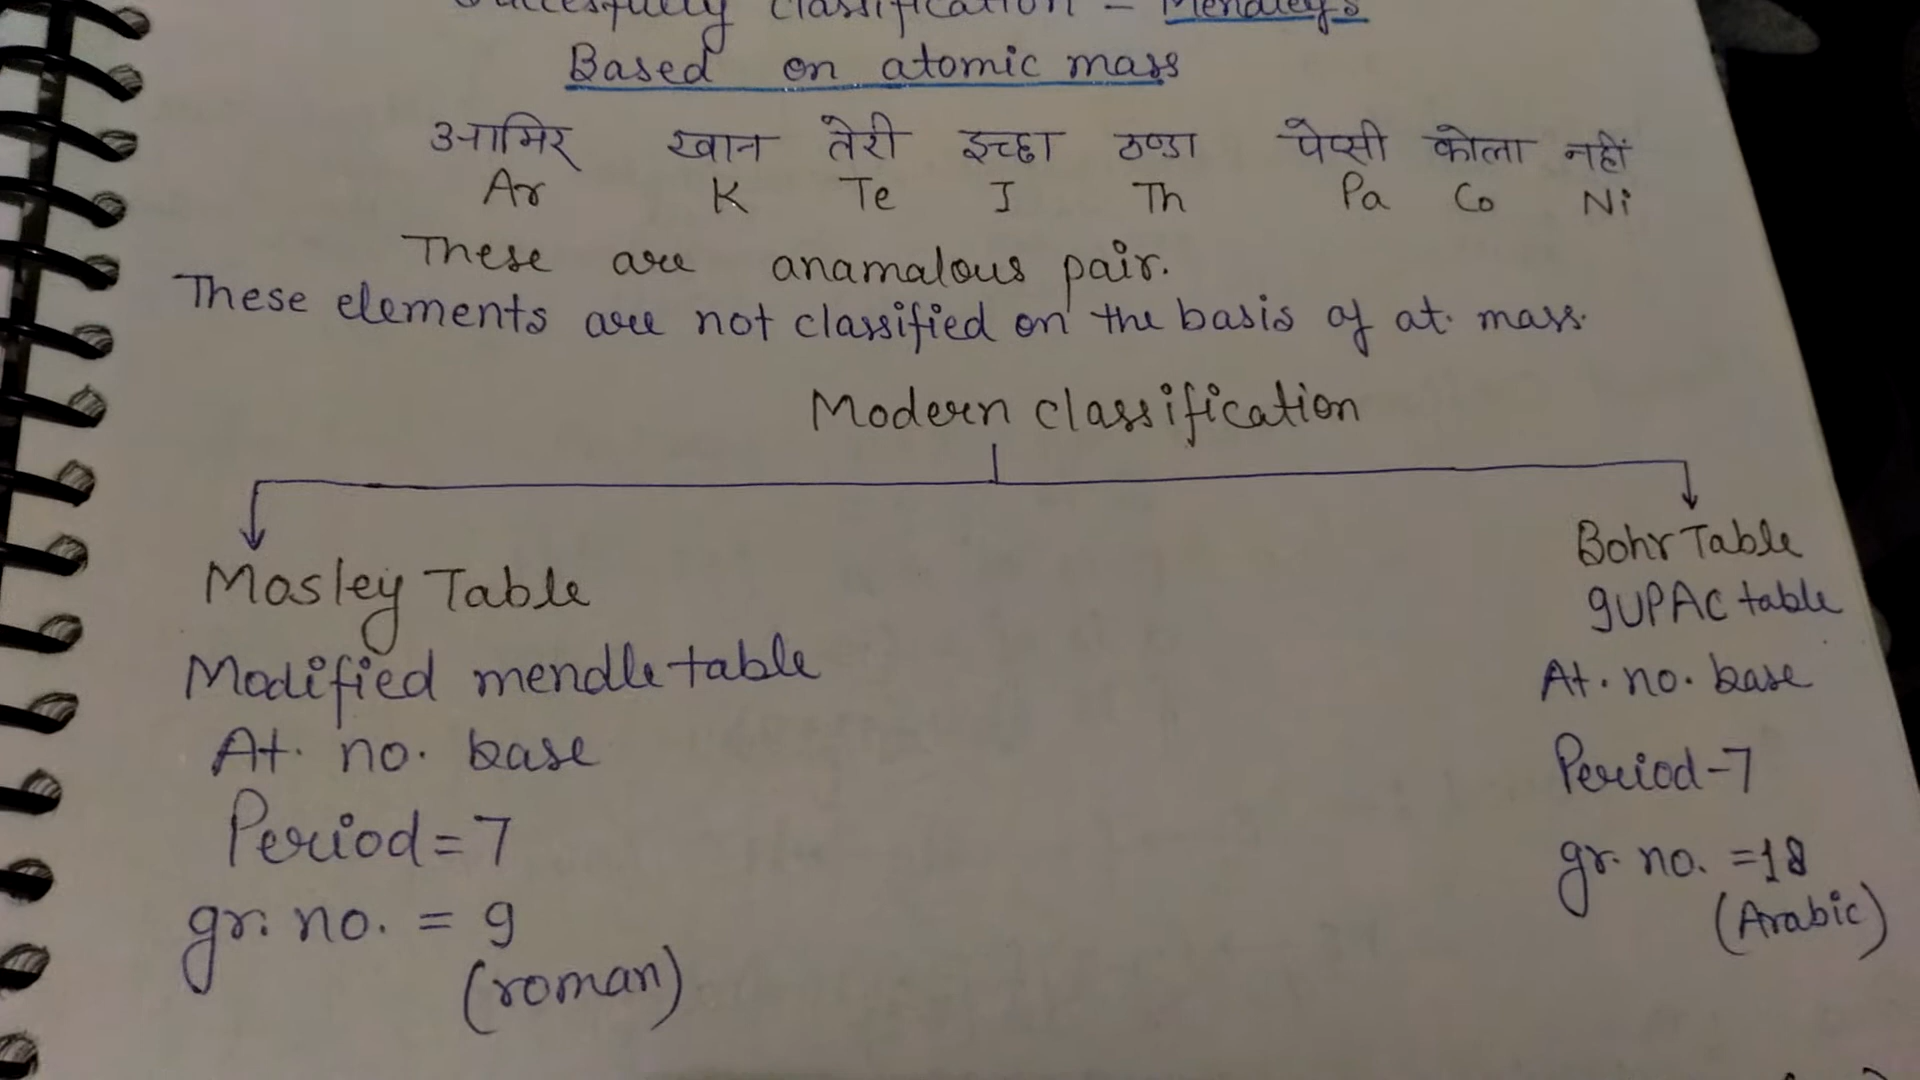 Successfully classification - Mendleys
Based on atomic mass
आमिर खान तेरी इच्छा ठण्डा पेप्सी कोला नहीं
Ar K Te I Th Pa Co Ni
These are anamalous pair.
These elements are not classified on the basis of at. mass.
Modern classification
Mosley Table
Modified mendle table
At. no. base
Period = 7
gr. no. = 9
(roman)
Bohr Table
IUPAC table
At. no. base
Period - 7
gr. no. = 18
(Arabic)